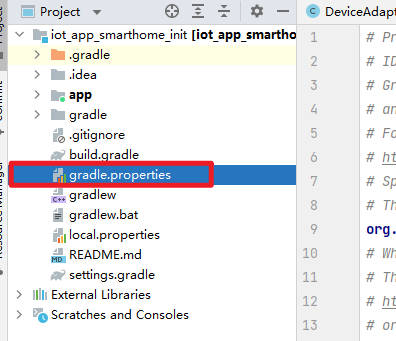 Project
DeviceAdap
iot_app_smarthome_init [iot_app_smartho
.gradle
.idea
app
gradle
.gitignore
build.gradle
gradle.properties
gradlew
gradlew.bat
local.properties
README.md
settings.gradle
External Libraries
Scratches and Consoles
Project
Resource Manager
1 # Pr
2 # ID
3 # Gr
4 # an
5 # Fo
6 # ht
7 # Sp
8 # Th
9 org.
10 # Wh
11 # Th
12 # ht
13 # or